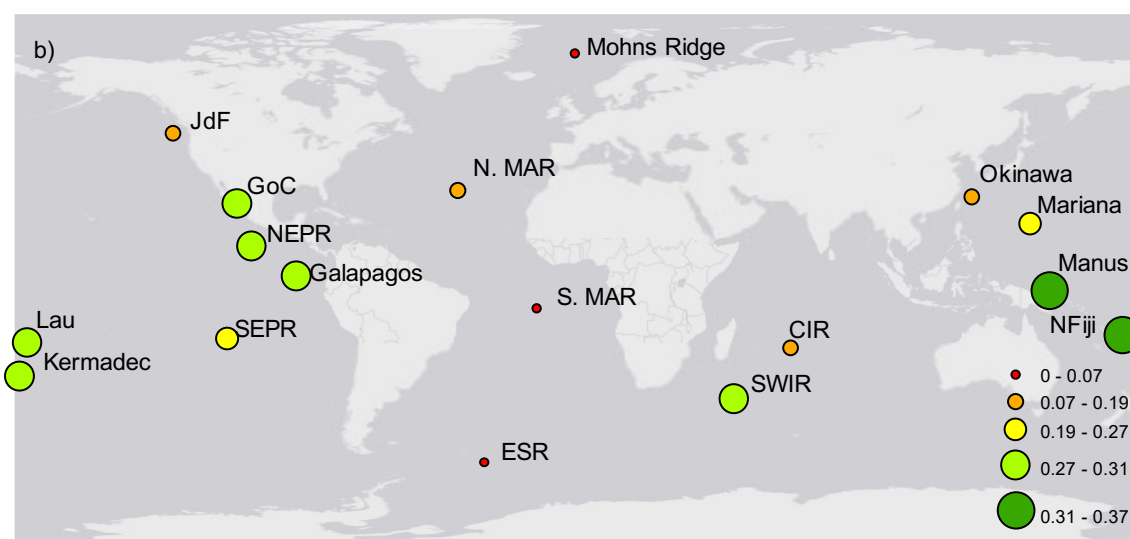 b)
Mohns Ridge
JdF
N. MAR
Okinawa
GoC
Mariana
NEPR
Galapagos
Manus
S. MAR
Lau
SEPR
CIR
NFiji
Kermadec
SWIR
0 - 0.07
0.07 - 0.19
0.19 - 0.27
ESR
0.27 - 0.31
0.31 - 0.37